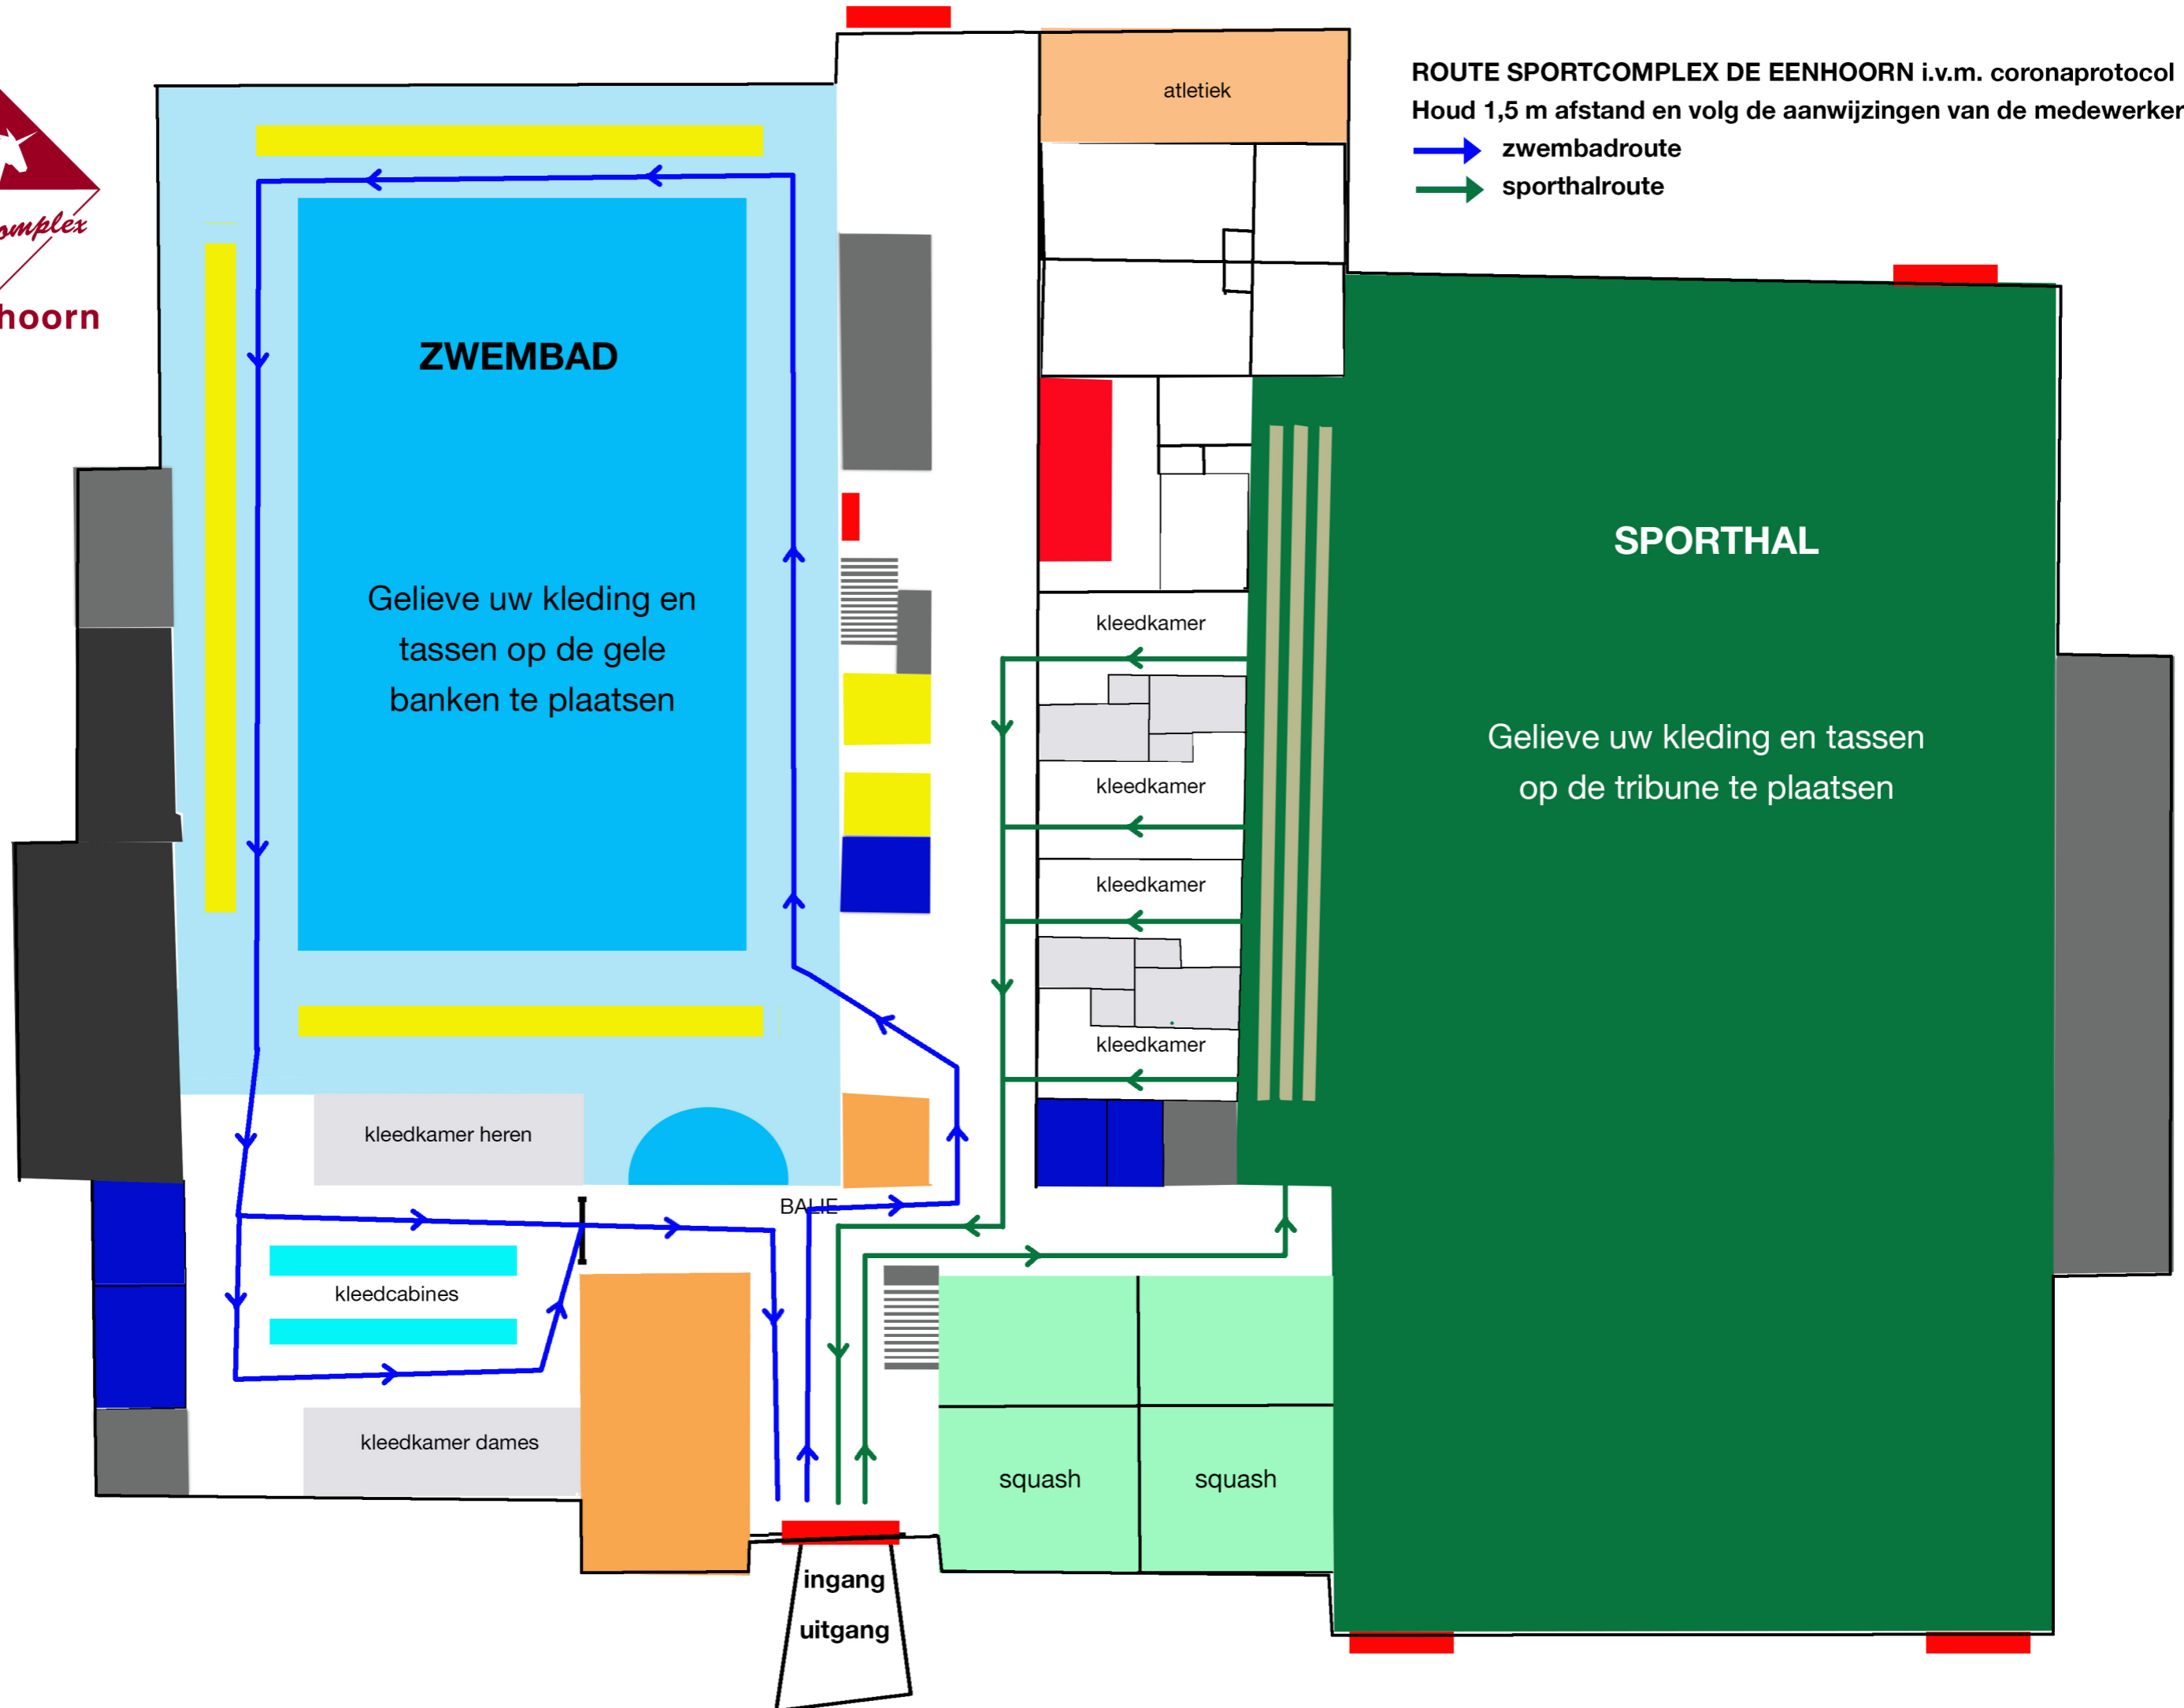 ROUTE SPORTCOMPLEX DE EENHOORN i.v.m. coronaprotocol
Houd 1,5 m afstand en volg de aanwijzingen van de medewerker
zwembadroute
sporthalroute
omplex
hoorn
atletiek
ZWEMBAD
Gelieve uw kleding en
tassen op de gele
banken te plaatsen
SPORTHAL
Gelieve uw kleding en tassen
op de tribune te plaatsen
kleedkamer
kleedkamer
kleedkamer
kleedkamer
kleedkamer heren
BALIE
kleedcabines
kleedkamer dames
squash
squash
ingang
uitgang